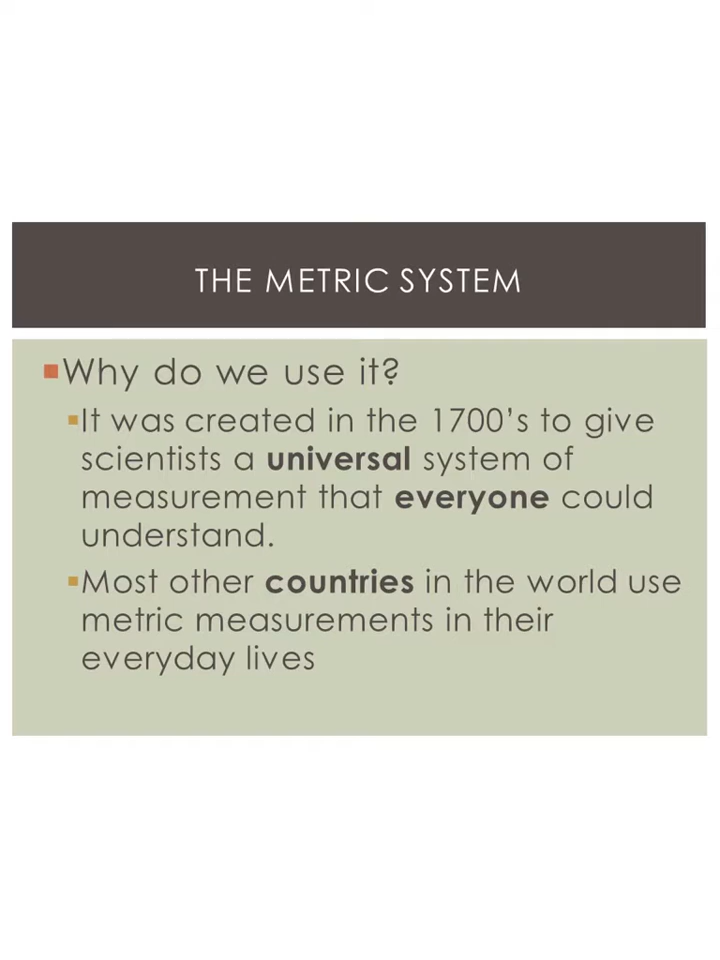 THE METRIC SYSTEM
Why do we use it?
It was created in the 1700's to give
scientists a universal system of
measurement that everyone could
understand.
Most other countries in the world use
metric measurements in their
everyday lives